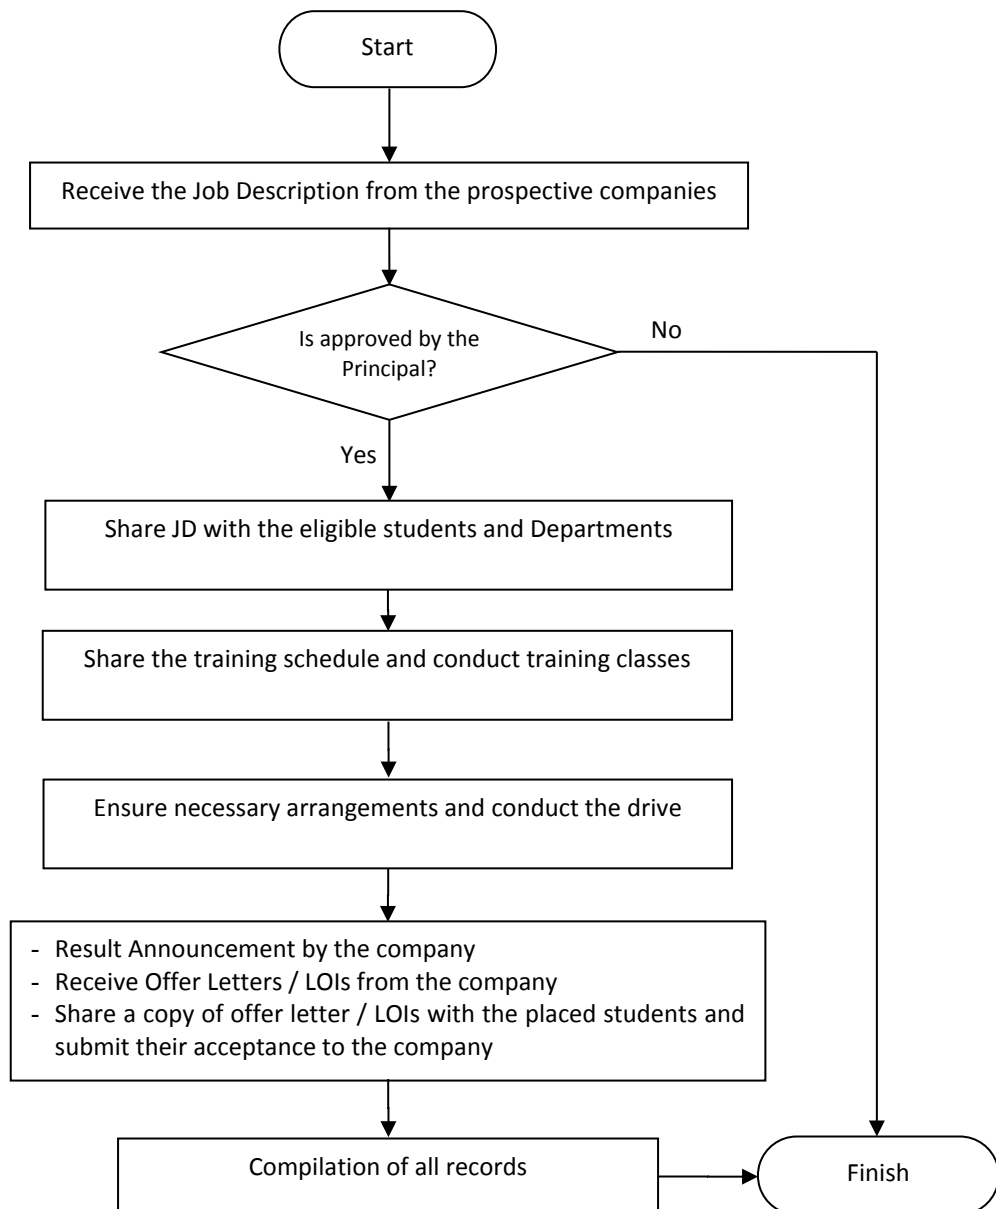 Start
Receive the Job Description from the prospective companies
Is approved by the
Principal?
No
Yes
Share JD with the eligible students and Departments
Share the training schedule and conduct training classes
Ensure necessary arrangements and conduct the drive
- Result Announcement by the company
- Receive Offer Letters / LOIs from the company
- Share a copy of offer letter / LOIs with the placed students and
submit their acceptance to the company
Compilation of all records
Finish